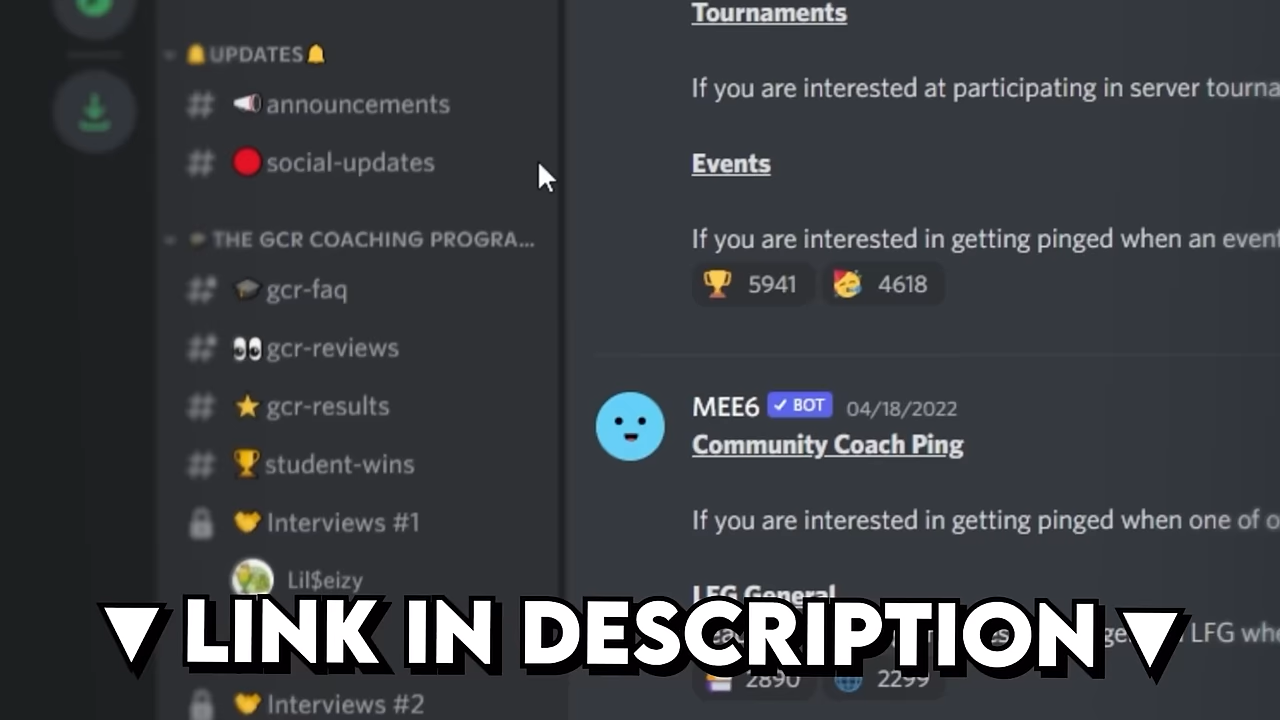 🔔UPDATES🔔
announcements
social-updates
THE GCR COACHING PROGRA...
gcr-faq
gcr-reviews
gcr-results
student-wins
Interviews #1
Lil$eizy
Interviews #2
Tournaments
If you are interested at participating in server tourna
Events
If you are interested in getting pinged when an event
5941 4618
MEE6 ✓ BOT 04/18/2022
Community Coach Ping
If you are interested in getting pinged when one of o
LFG General
LFG whe
2890 2299
▼ LINK IN DESCRIPTION ▼